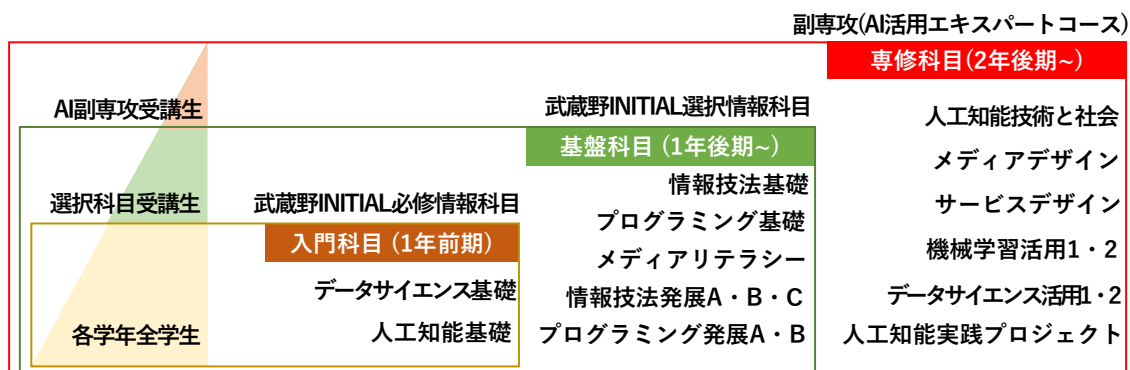 副専攻(AI活用エキスパートコース)
専修科目(2年後期~)
人工知能技術と社会
メディアデザイン
サービスデザイン
機械学習活用1・2
データサイエンス活用1・2
人工知能実践プロジェクト
武蔵野INITIAL選択情報科目
基盤科目 (1年後期~)
情報技法基礎
プログラミング基礎
メディアリテラシー
情報技法発展A・B・C
プログラミング発展A・B
武蔵野INITIAL必修情報科目
入門科目 (1年前期)
データサイエンス基礎
人工知能基礎
AI副専攻受講生
選択科目受講生
各学年全学生